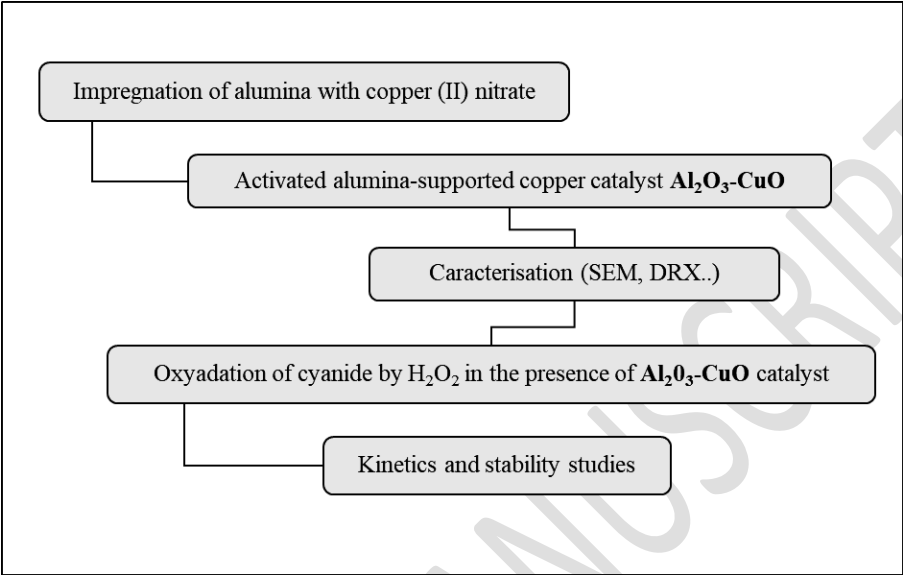 Impregnation of alumina with copper (II) nitrate
Activated alumina-supported copper catalyst Al₂O₃-CuO
Caracterisation (SEM, DRX..)
Oxyadation of cyanide by H₂O₂ in the presence of Al₂0₃-CuO catalyst
Kinetics and stability studies
ANUSCRIPT